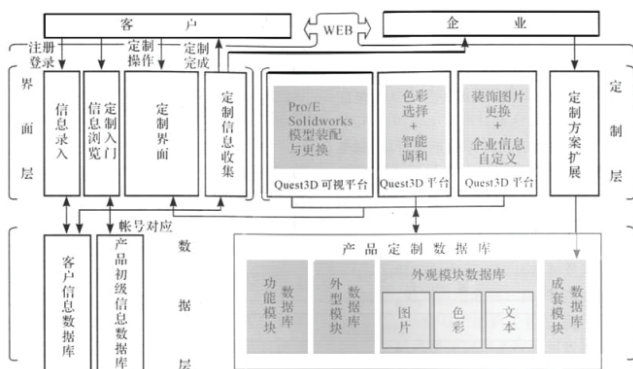 客户
WEB
企业
注册
登录
定制
操作
定制
完成
界面层
信息录入
定制入门
信息浏览
定制界面
定制信息收集
Pro/E
Solidworks
模型装配
与更换
Quest3D 可视平台
色彩
选择
+
智能
调和
Quest3D 平台
装饰图片
更换
+
企业信息
自定义
Quest3D 平台
定制方案扩展
定制层
帐号对应
客户信息数据库
产品初级信息数据库
数据层
产品定制数据库
功能模块
数据库
外型模块
数据库
外观模块数据库
图片
色彩
文本
成套模块
数据库